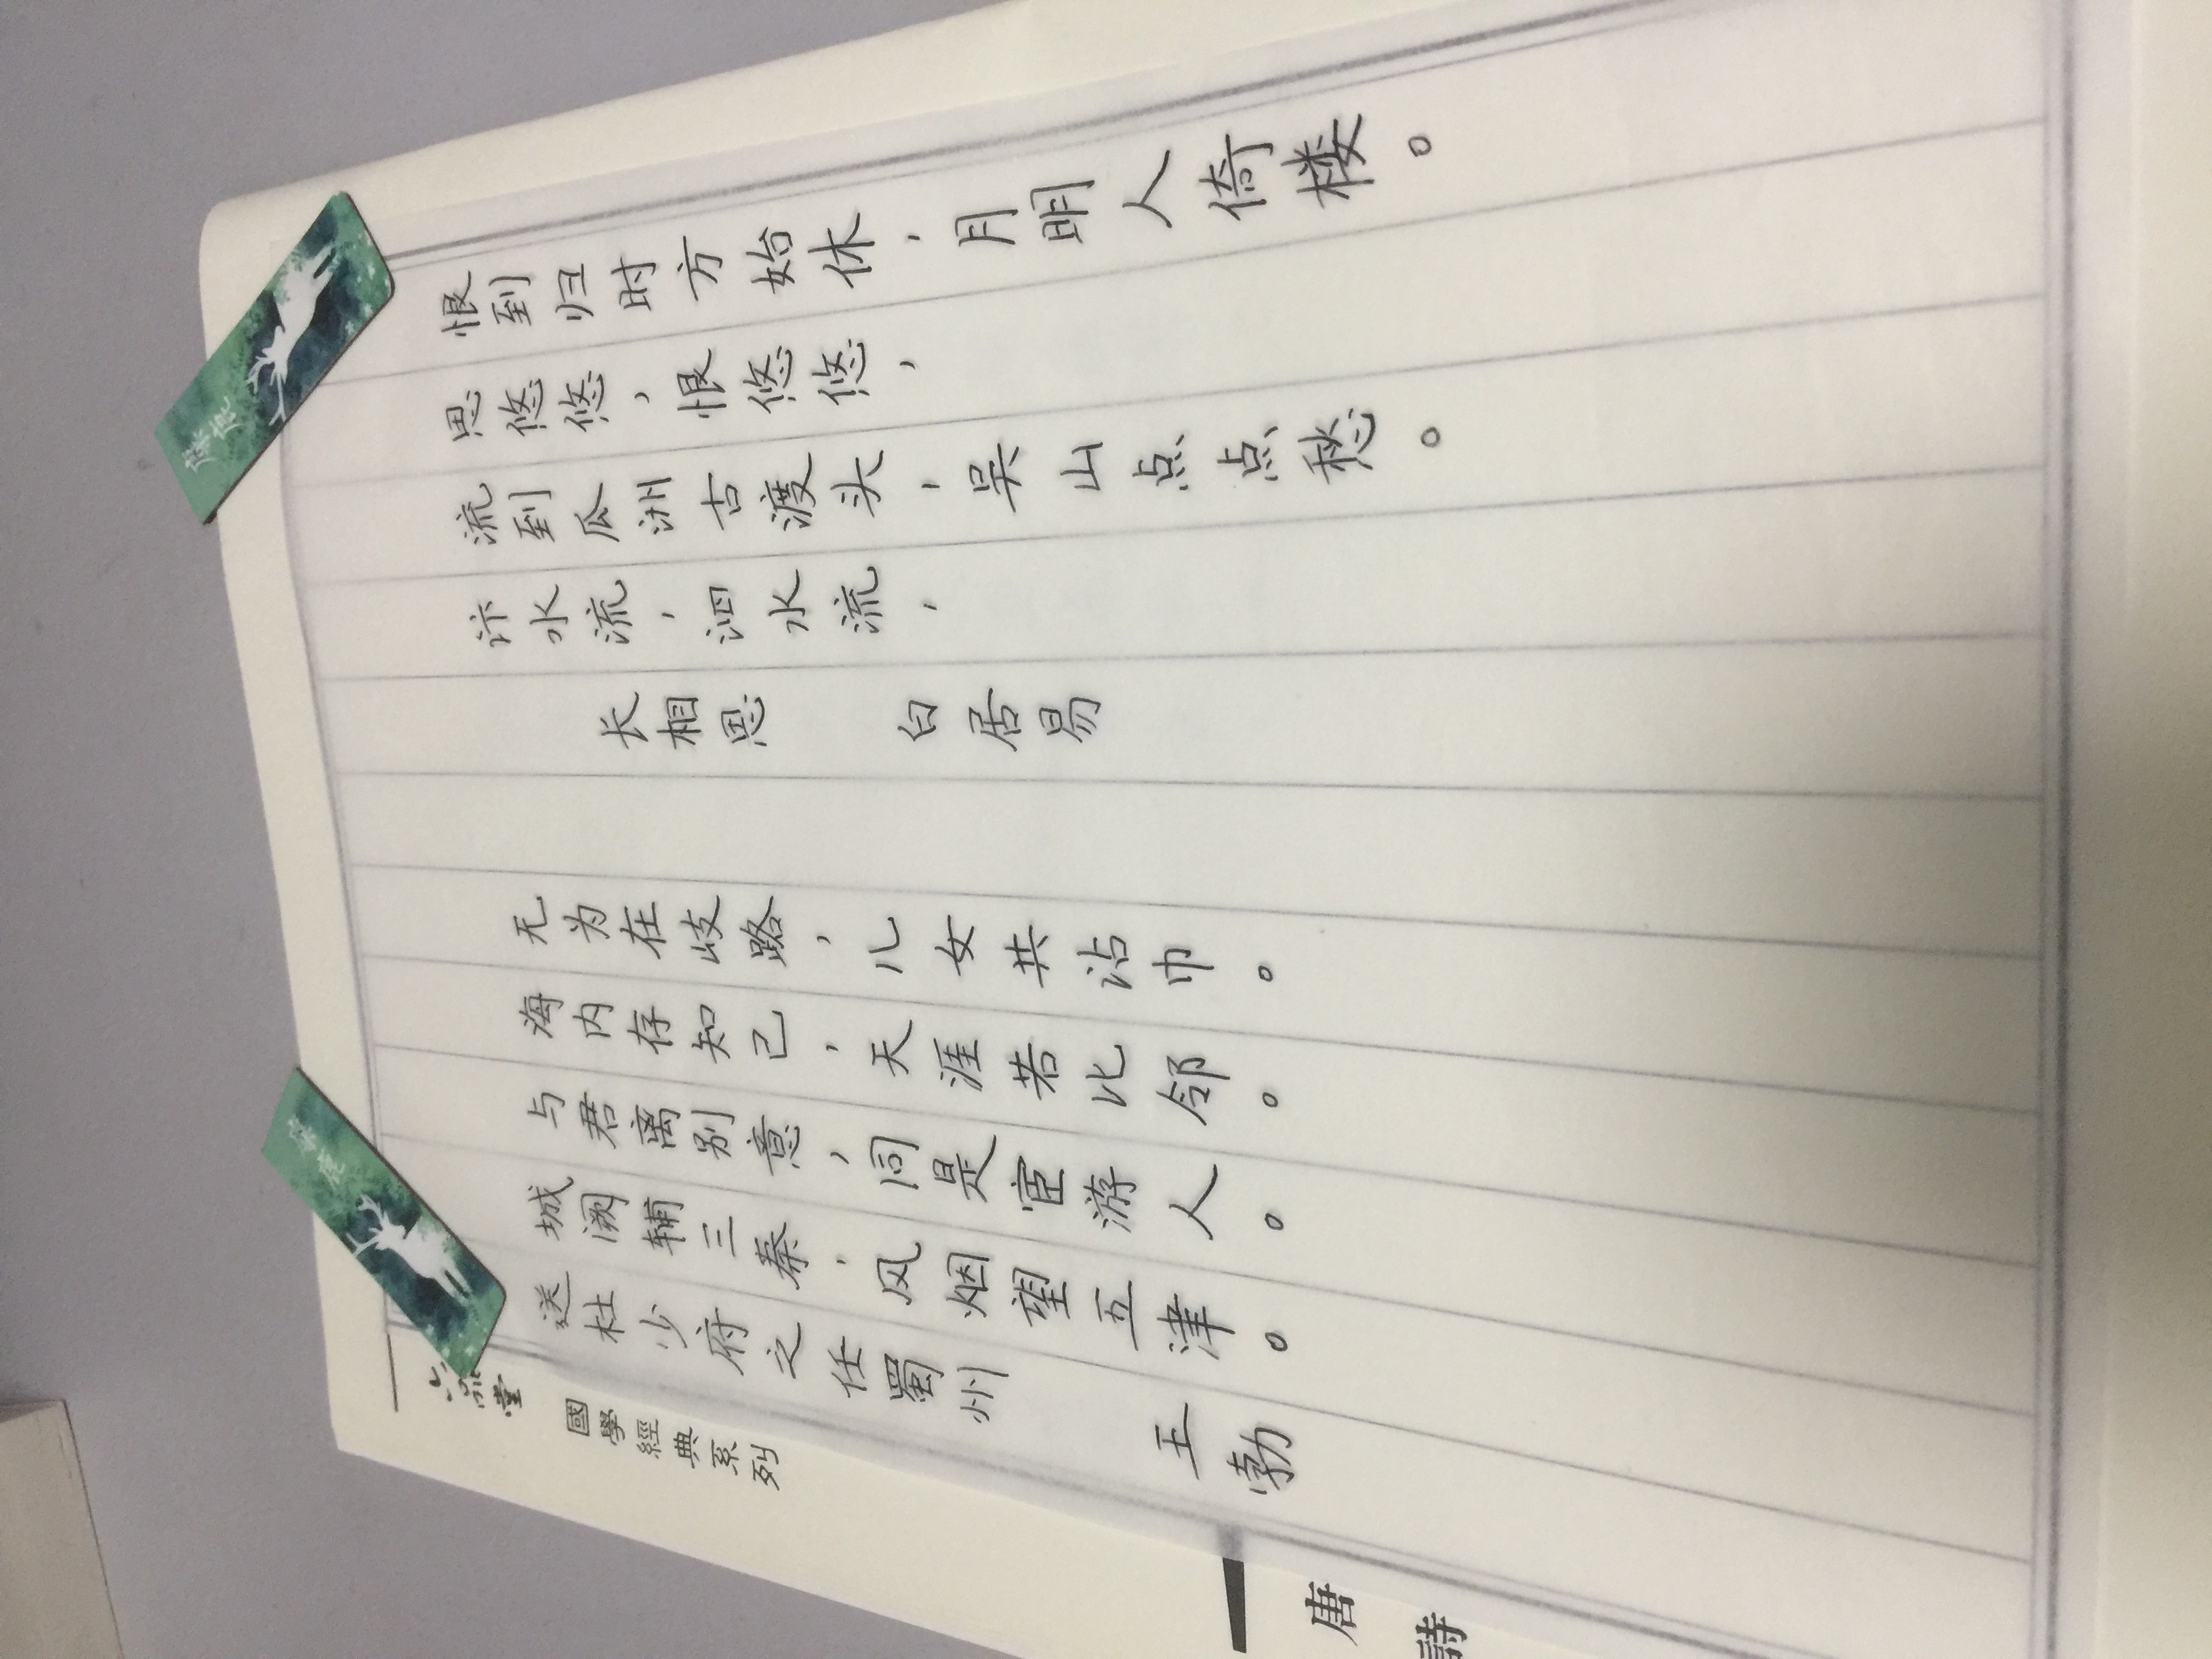 送杜少府之任蜀州 王勃
城阙辅三秦，风烟望五津。
与君离别意，同是宦游人。
海内存知己，天涯若比邻。
无为在歧路，儿女共沾巾。
长相思 白居易
汴水流，泗水流，
流到瓜洲古渡头，吴山点点愁。
思悠悠，恨悠悠，
恨到归时方始休，月明人倚楼。
六品堂 國學經典系列
唐詩
麋鹿
麋鹿